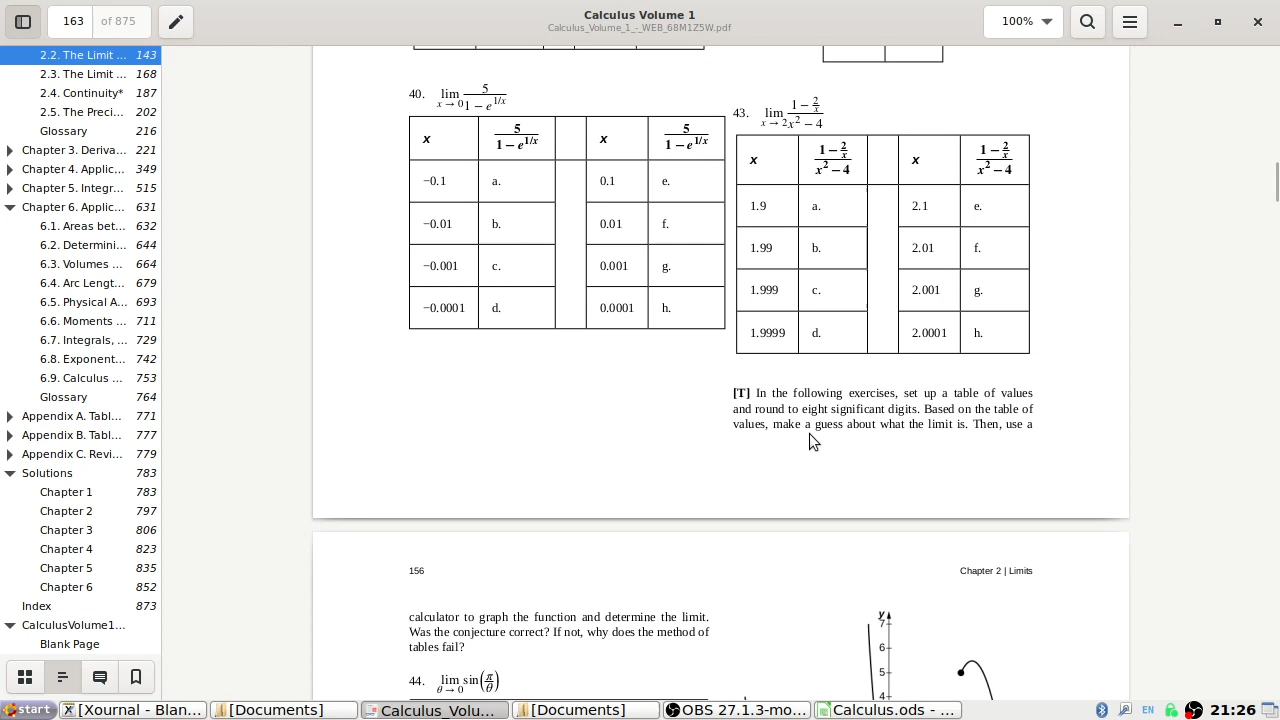 163 of 875
Calculus Volume 1
Calculus_Volume_1_-_WEB_68M1Z5W.pdf
100%
2.2. The Limit ... 143
2.3. The Limit ... 168
2.4. Continuity* 187
2.5. The Preci... 202
Glossary 216
Chapter 3. Deriva... 221
Chapter 4. Applic... 349
Chapter 5. Integr... 515
Chapter 6. Applic... 631
6.1. Areas bet... 632
6.2. Determini... 644
6.3. Volumes ... 664
6.4. Arc Lengt... 679
6.5. Physical A... 693
6.6. Moments ... 711
6.7. Integrals, ... 729
6.8. Exponent... 742
6.9. Calculus ... 753
Glossary 764
Appendix A. Tabl... 771
Appendix B. Tabl... 777
Appendix C. Revi... 779
Solutions 783
Chapter 1 783
Chapter 2 797
Chapter 3 806
Chapter 4 823
Chapter 5 835
Chapter 6 852
Index 873
CalculusVolume1...
Blank Page
40. lim x → 0 5/(1 − e^(1/x))
x 5/(1 − e^(1/x)) x 5/(1 − e^(1/x))
−0.1 a. 0.1 e.
−0.01 b. 0.01 f.
−0.001 c. 0.001 g.
−0.0001 d. 0.0001 h.
43. lim x → 2 (1 − 2/x)/(x² − 4)
x (1 − 2/x)/(x² − 4) x (1 − 2/x)/(x² − 4)
1.9 a. 2.1 e.
1.99 b. 2.01 f.
1.999 c. 2.001 g.
1.9999 d. 2.0001 h.
[T] In the following exercises, set up a table of values
and round to eight significant digits. Based on the table of
values, make a guess about what the limit is. Then, use a
156 Chapter 2 | Limits
calculator to graph the function and determine the limit.
Was the conjecture correct? If not, why does the method of
tables fail?
44. lim θ → 0 sin(π/θ)
y
7
6
5
4
start [Xournal - Blan... [Documents] Calculus_Volu... [Documents] OBS 27.1.3-mo... Calculus.ods - ... EN 21:26